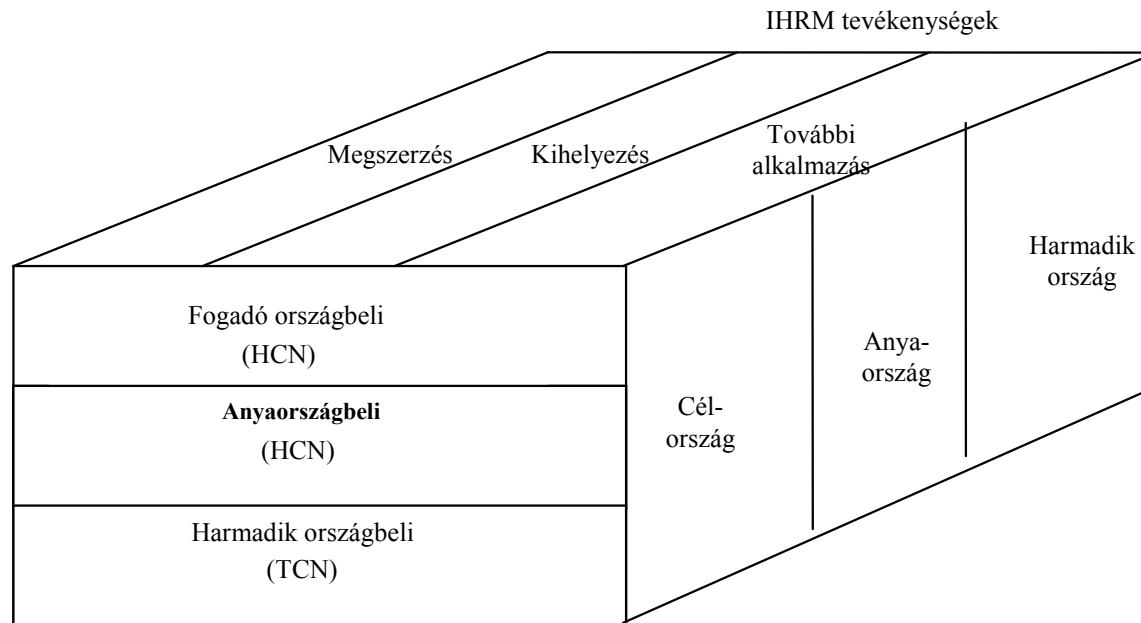 IHRM tevékenységek
Megszerzés
Kihelyezés
További
alkalmazás
Fogadó országbeli
(HCN)
Anyaországbeli
(HCN)
Harmadik országbeli
(TCN)
Cél-
ország
Anya-
ország
Harmadik
ország